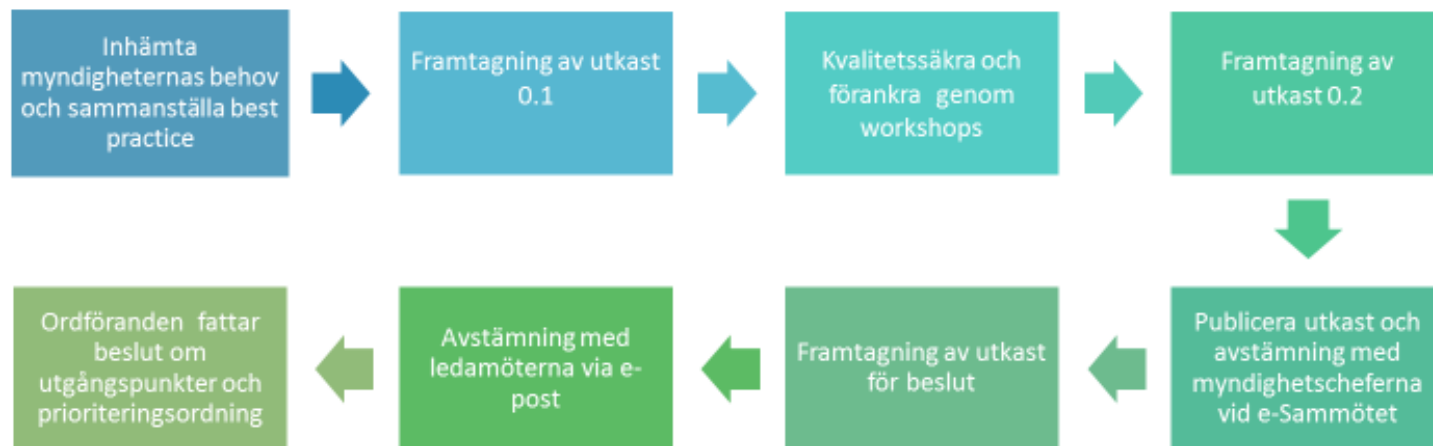 Inhämta
myndigheternas behov
och sammanställa best
practice
Framtagning av utkast
0.1
Kvalitetssäkra och
förankra genom
workshops
Framtagning av
utkast 0.2
Publicera utkast och
avstämning med
myndighetscheferna
vid e-Sammötet
Framtagning av utkast
för beslut
Avstämning med
ledamöterna via e-
post
Ordföranden fattar
beslut om
utgångspunkter och
prioriteringsordning